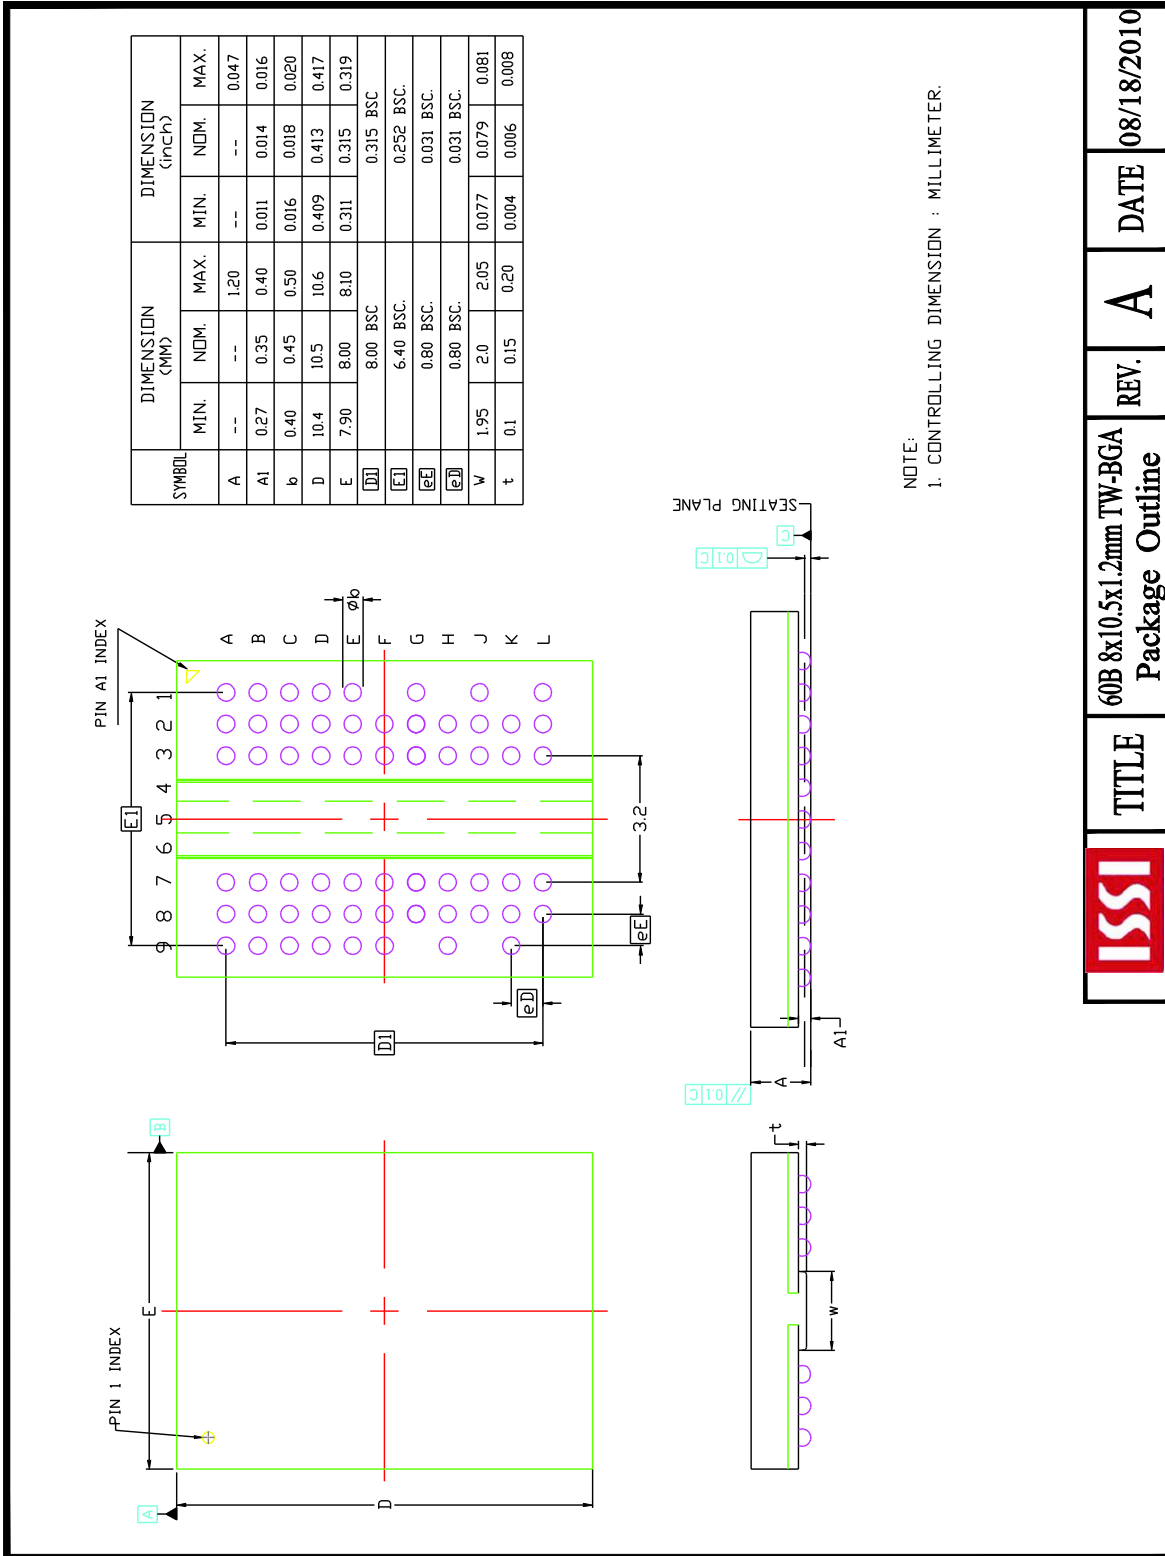 SYMBOL DIMENSION (MM) DIMENSION (inch)
MIN. NOM. MAX. MIN. NOM. MAX.
A -- -- 1.20 -- -- 0.047
A1 0.27 0.35 0.40 0.011 0.014 0.016
b 0.40 0.45 0.50 0.016 0.018 0.020
D 10.4 10.5 10.6 0.409 0.413 0.417
E 7.90 8.00 8.10 0.311 0.315 0.319
D1 8.00 BSC 0.315 BSC
E1 6.40 BSC. 0.252 BSC.
eE 0.80 BSC. 0.031 BSC.
eD 0.80 BSC. 0.031 BSC.
W 1.95 2.0 2.05 0.077 0.079 0.081
t 0.1 0.15 0.20 0.004 0.006 0.008
PIN 1 INDEX
E
D
A
B
PIN A1 INDEX
E1
9 8 7 6 5 4 3 2 1
A
B
C
D
E
F
G
H
J
K
L
øb
D1
eD
eE
3.2
w
t
// 0.1 C
A
A1
0.1 C
C
SEATING PLANE
NOTE:
1. CONTROLLING DIMENSION : MILLIMETER.
ISSI
TITLE
60B 8x10.5x1.2mm TW-BGA
Package Outline
REV.
A
DATE
08/18/2010